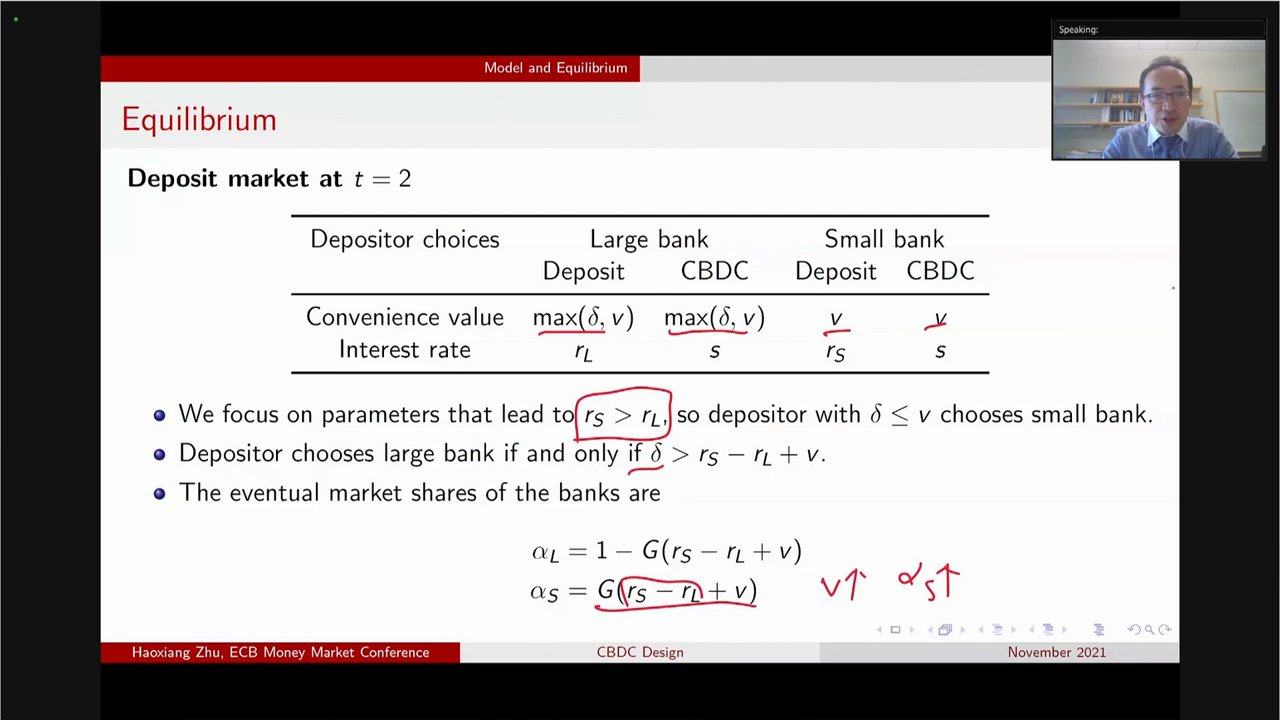 Speaking:
Model and Equilibrium
Equilibrium
Deposit market at t = 2
Depositor choices Large bank Small bank
Deposit CBDC Deposit CBDC
Convenience value max(δ, v) max(δ, v) v v
Interest rate r_L s r_S s
We focus on parameters that lead to r_S > r_L, so depositor with δ ≤ v chooses small bank.
Depositor chooses large bank if and only if δ > r_S − r_L + v.
The eventual market shares of the banks are
α_L = 1 − G(r_S − r_L + v)
α_S = G(r_S − r_L + v) v↑ α_S↑
Haoxiang Zhu, ECB Money Market Conference CBDC Design November 2021